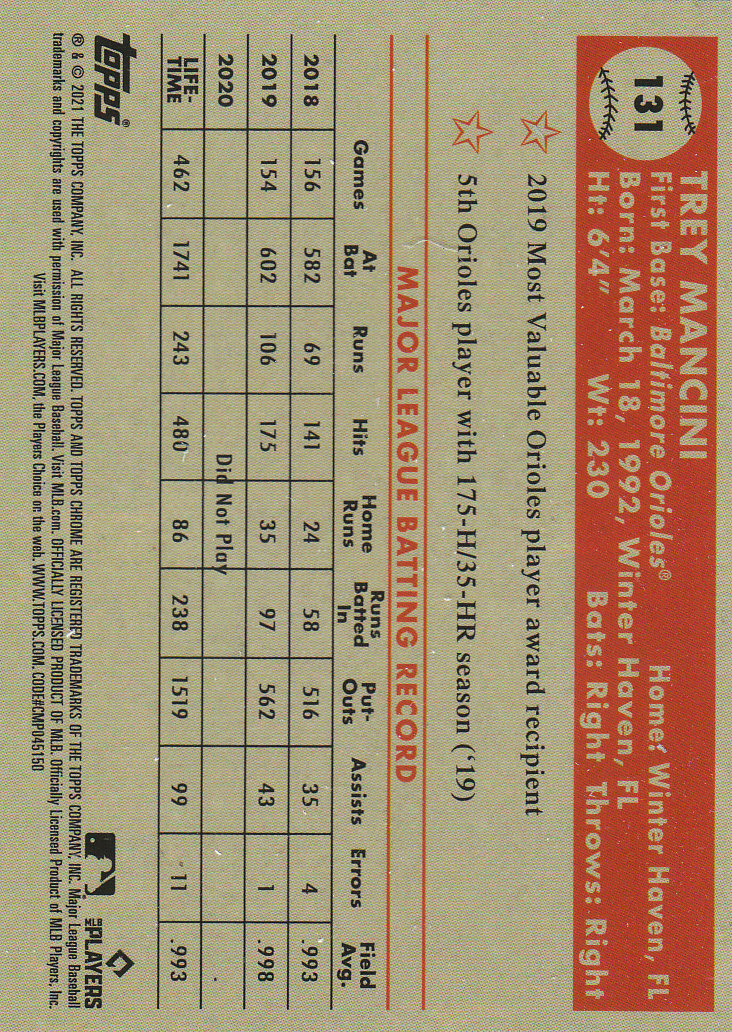 131
TREY MANCINI
First Base: Baltimore Orioles® Home: Winter Haven, FL
Born: March 18, 1992, Winter Haven, FL
Ht: 6'4" Wt: 230 Bats: Right Throws: Right
2019 Most Valuable Orioles player award recipient
5th Orioles player with 175-H/35-HR season ('19)
MAJOR LEAGUE BATTING RECORD
Games At Bat Runs Hits Home Runs Runs Batted In Put-Outs Assists Errors Field Avg.
2018 156 582 69 141 24 58 516 35 4 .993
2019 154 602 106 175 35 97 562 43 1 .998
2020 Did Not Play
LIFE-TIME 462 1741 243 480 86 238 1519 99 11 .993
topps®
MLB PLAYERS
® & © 2021 THE TOPPS COMPANY, INC. ALL RIGHTS RESERVED. TOPPS AND TOPPS CHROME ARE REGISTERED TRADEMARKS OF THE TOPPS COMPANY, INC. Major League Baseball
trademarks and copyrights are used with permission of Major League Baseball. Visit MLB.com. OFFICIALLY LICENSED PRODUCT OF MLB. Officially Licensed Product of MLB Players, Inc.
Visit MLBPLAYERS.COM, the Players Choice on the web. WWW.TOPPS.COM. CODE#CMP045150